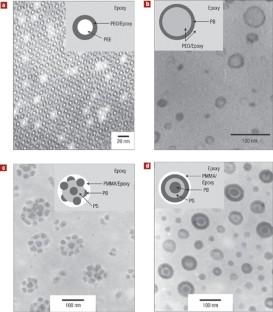 a
Epoxy
PEO/Epoxy
PEE
20 nm
b
Epoxy
PB
PEO/Epoxy
100 nm
c
Epoxy
PMMA/Epoxy
PB
PS
100 nm
d
Epoxy
PMMA/
Epoxy
PB
PS
100 nm